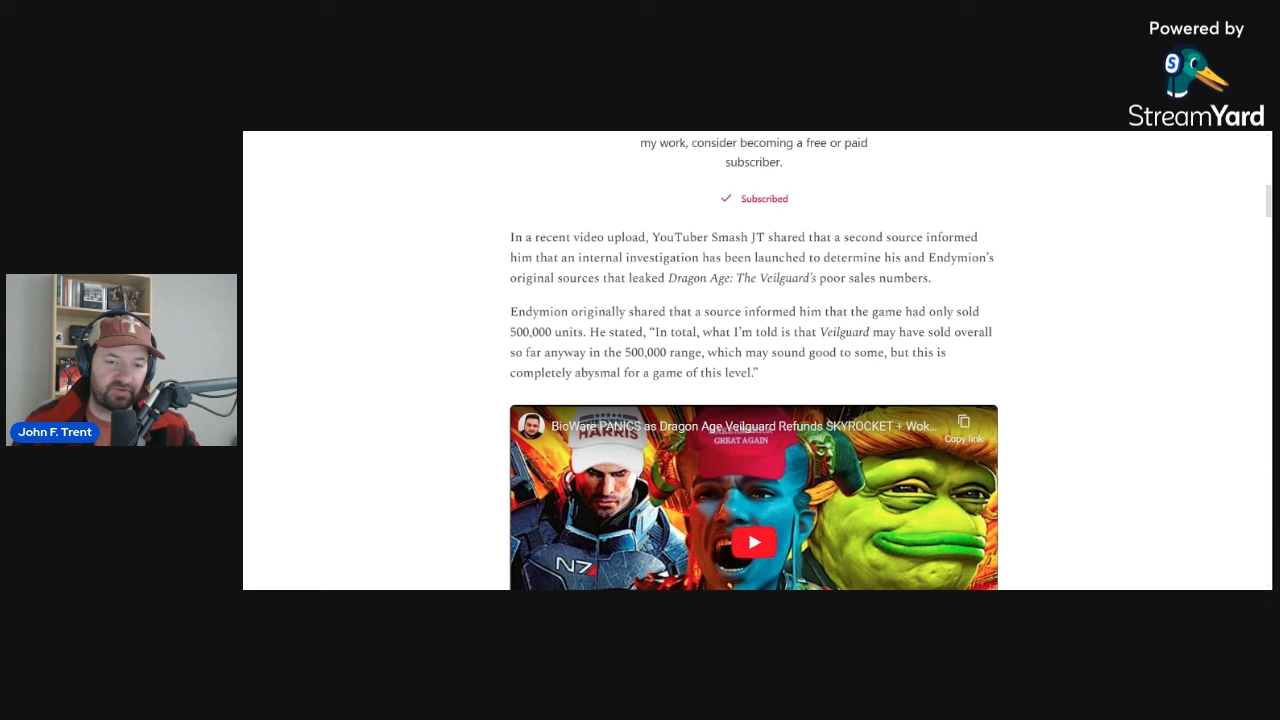 Powered by
S
StreamYard
my work, consider becoming a free or paid
subscriber.
Subscribed
In a recent video upload, YouTuber Smash JT shared that a second source informed
him that an internal investigation has been launched to determine his and Endymion’s
original sources that leaked Dragon Age: The Veilguard’s poor sales numbers.
Endymion originally shared that a source informed him that the game had only sold
500,000 units. He stated, “In total, what I’m told is that Veilguard may have sold overall
so far anyway in the 500,000 range, which may sound good to some, but this is
completely abysmal for a game of this level.”
BioWare PANICS as Dragon Age Veilguard Refunds SKYROCKET + Wok...
Copy link
HARRIS
GREAT AGAIN
N7
John F. Trent